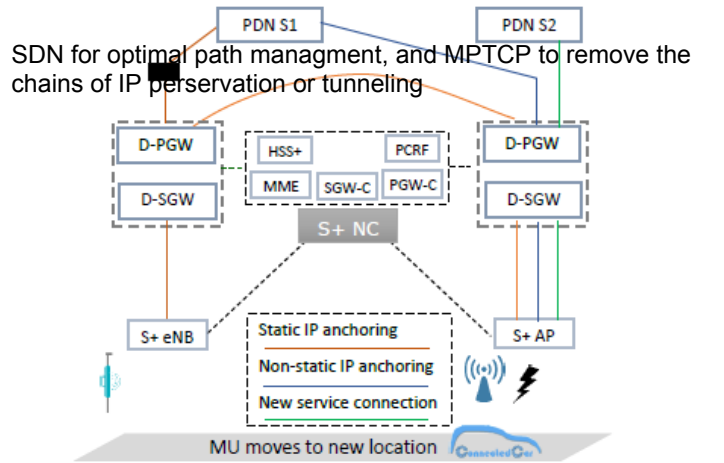 PDN S1
PDN S2
SDN for optimal path managment, and MPTCP to remove the
chains of IP perservation or tunneling
D-PGW
HSS+
PCRF
D-PGW
MME
SGW-C
PGW-C
D-SGW
D-SGW
S+ NC
S+ eNB
S+ AP
Static IP anchoring
Non-static IP anchoring
New service connection
MU moves to new location
ConnectedCar